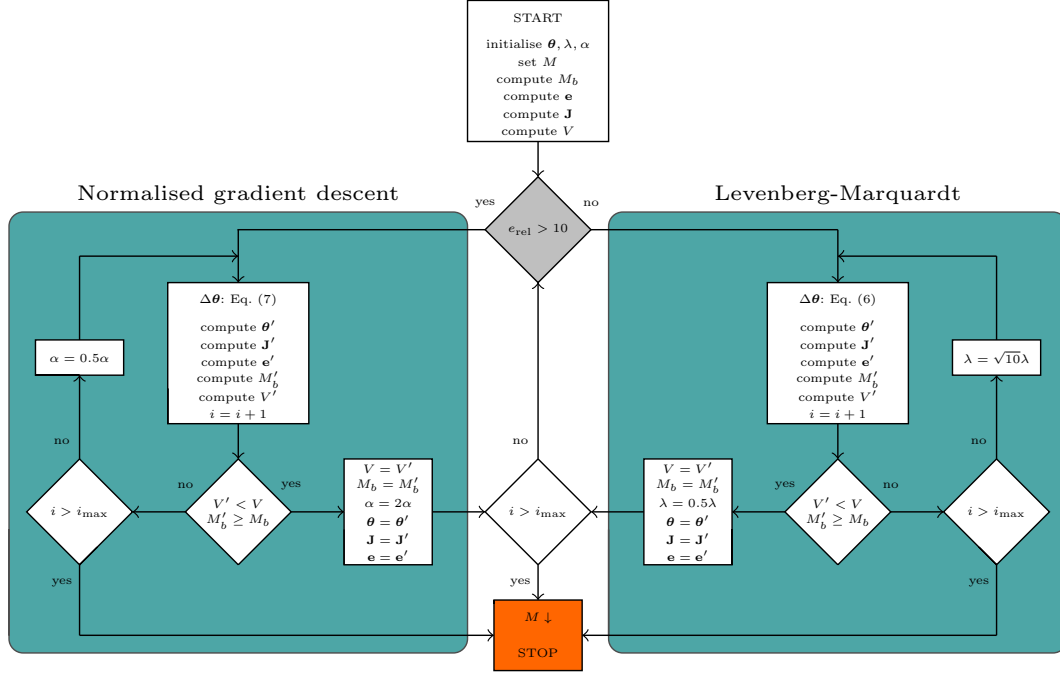 START
initialise θ, λ, α
set M
compute M_b
compute e
compute J
compute V
Normalised gradient descent
Levenberg-Marquardt
yes
no
e_rel > 10
Δθ: Eq. (7)
compute θ′
compute J′
compute e′
compute M′_b
compute V′
i = i + 1
α = 0.5α
Δθ: Eq. (6)
compute θ′
compute J′
compute e′
compute M′_b
compute V′
i = i + 1
λ = √10λ
no
no
no
i > i_max
no
V′ < V
M′_b ≥ M_b
yes
V = V′
M_b = M′_b
α = 2α
θ = θ′
J = J′
e = e′
i > i_max
V = V′
M_b = M′_b
λ = 0.5λ
θ = θ′
J = J′
e = e′
yes
V′ < V
M′_b ≥ M_b
no
i > i_max
yes
yes
yes
M ↓
STOP